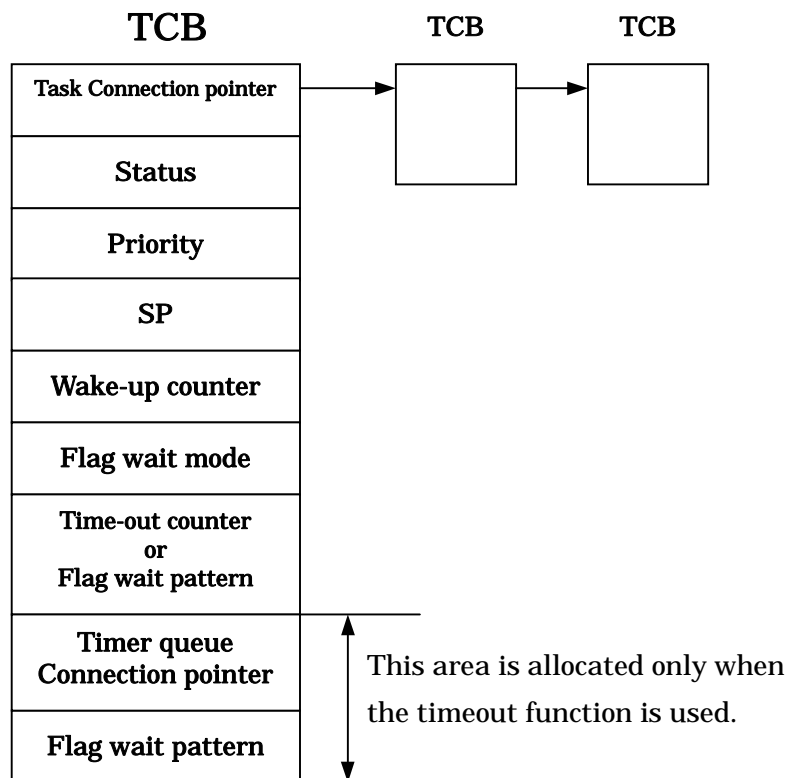 TCB
TCB
TCB
Task Connection pointer
Status
Priority
SP
Wake-up counter
Flag wait mode
Time-out counter
or
Flag wait pattern
Timer queue
Connection pointer
Flag wait pattern
This area is allocated only when
the timeout function is used.